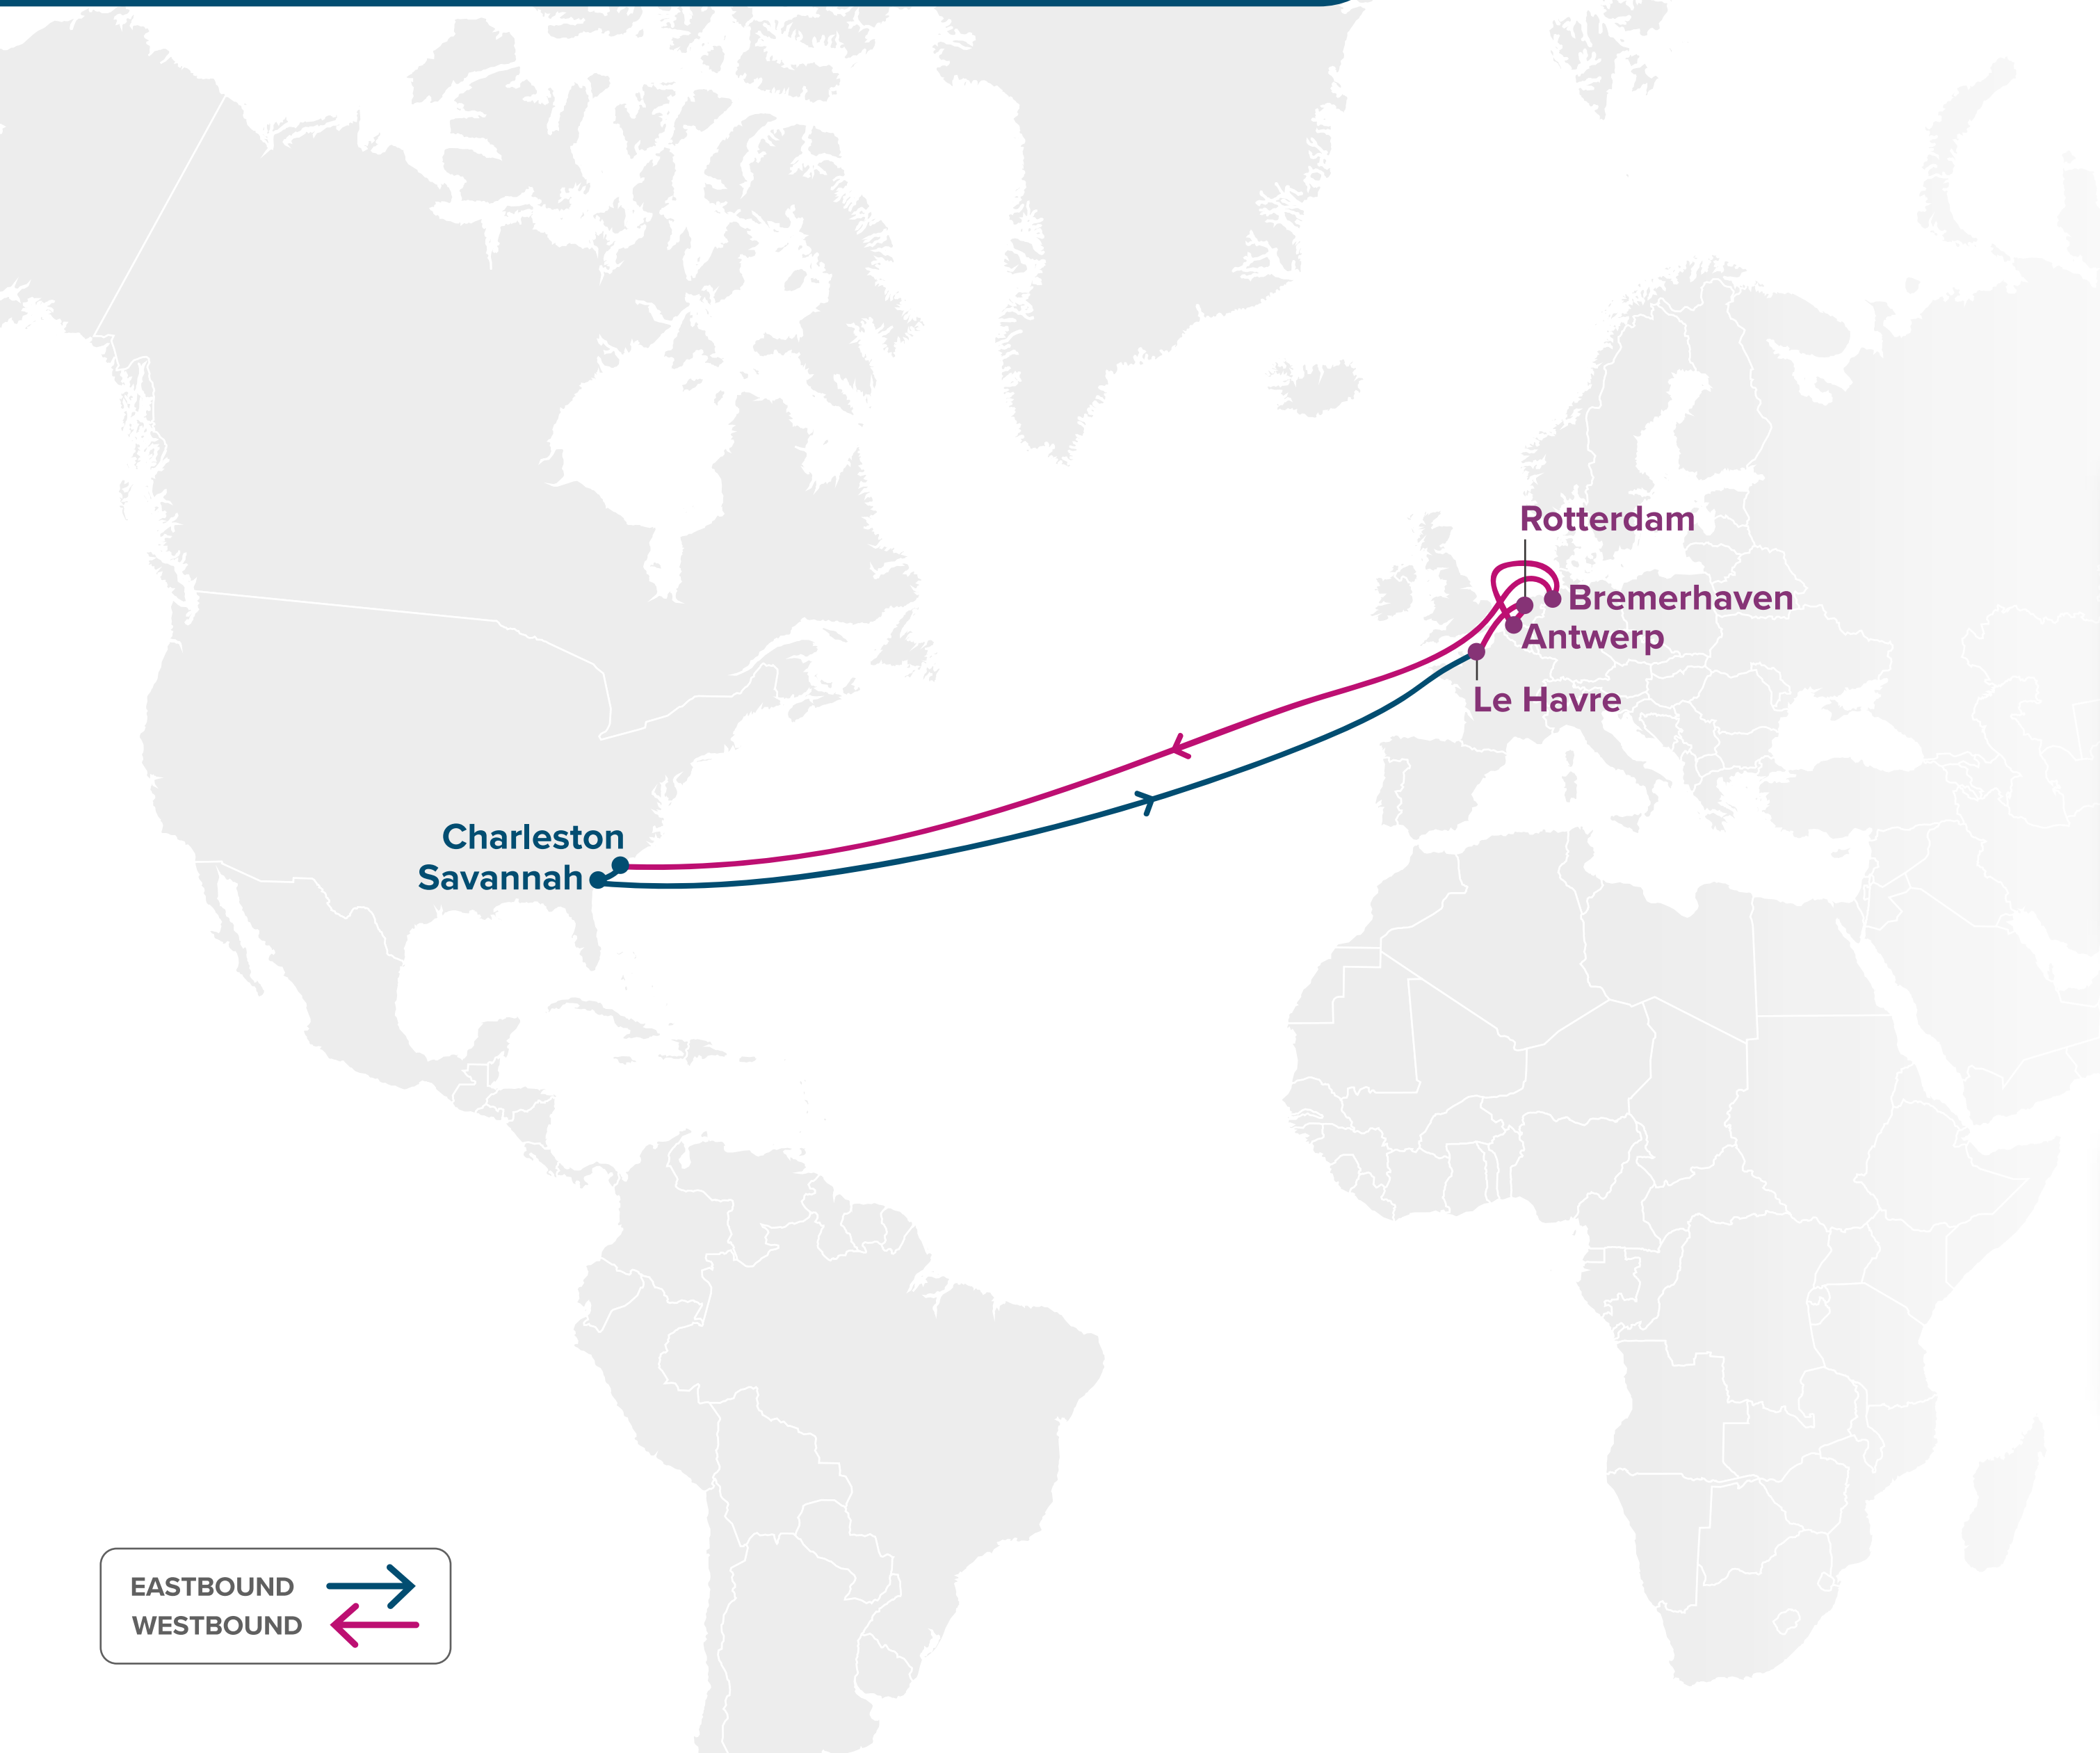 Rotterdam
Bremerhaven
Antwerp
Le Havre
Charleston
Savannah
EASTBOUND
WESTBOUND